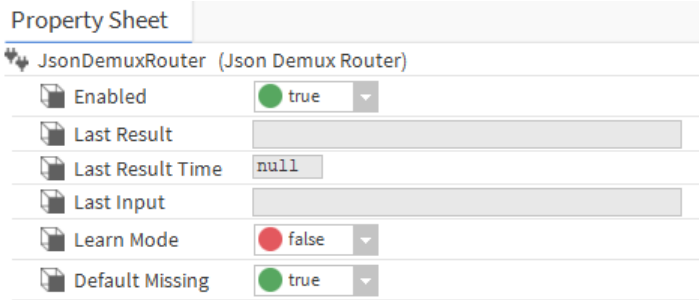 Property Sheet
JsonDemuxRouter (Json Demux Router)
Enabled true
Last Result
Last Result Time null
Last Input
Learn Mode false
Default Missing true